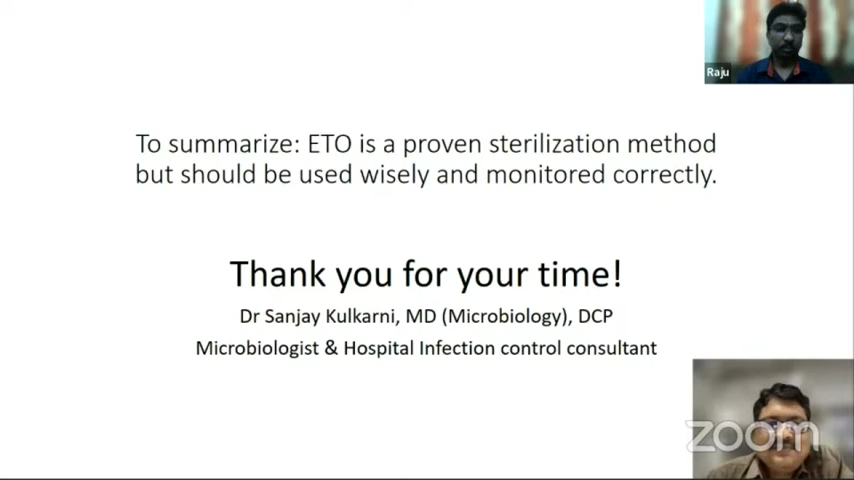 Raju
To summarize: ETO is a proven sterilization method
but should be used wisely and monitored correctly.
Thank you for your time!
Dr Sanjay Kulkarni, MD (Microbiology), DCP
Microbiologist & Hospital Infection control consultant
zoom